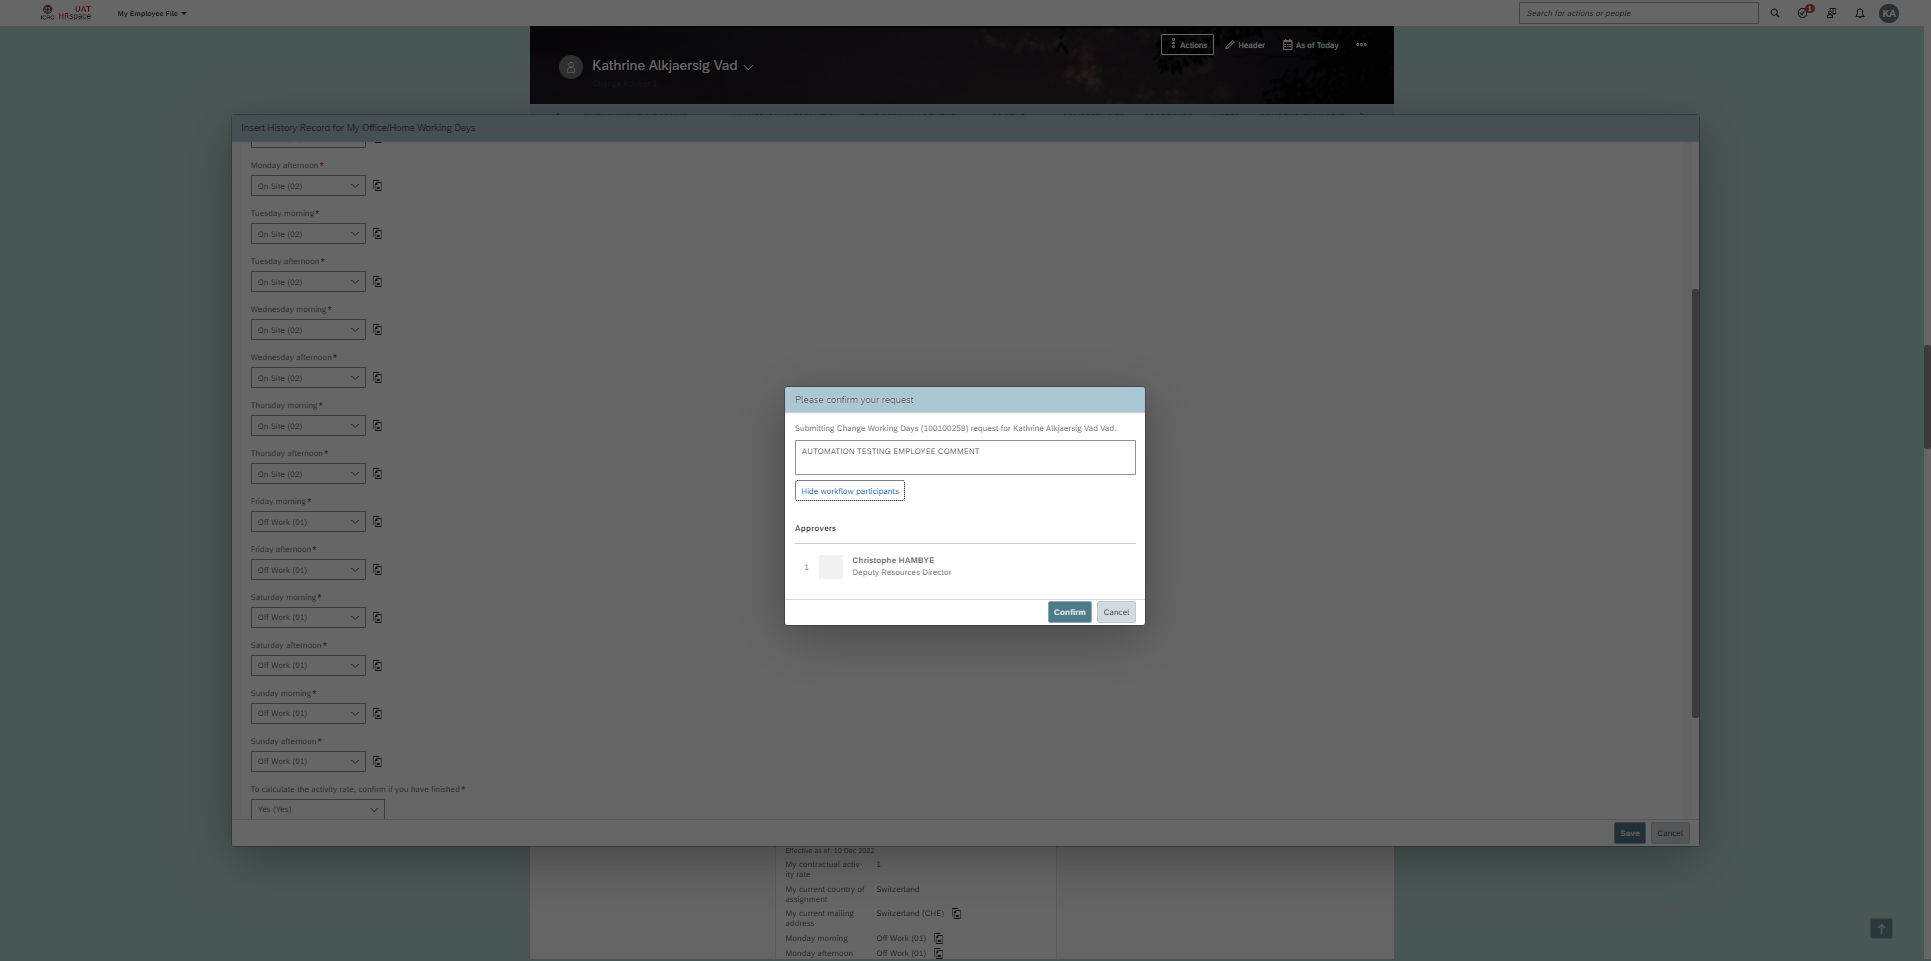 ICRC
UAT
HRspace
My Employee File
Search for actions or people
1
KA
Actions
Header
As of Today
Kathrine Alkjaersig Vad
Insert History Record for My Office/Home Working Days
Monday afternoon*
On Site (02)
Tuesday morning*
On Site (02)
Tuesday afternoon*
On Site (02)
Wednesday morning*
On Site (02)
Wednesday afternoon*
On Site (02)
Thursday morning*
On Site (02)
Thursday afternoon*
On Site (02)
Friday morning*
Off Work (01)
Friday afternoon*
Off Work (01)
Saturday morning*
Off Work (01)
Saturday afternoon*
Off Work (01)
Sunday morning*
Off Work (01)
Sunday afternoon*
Off Work (01)
To calculate the activity rate, confirm if you have finished*
Yes (Yes)
Save
Cancel
Please confirm your request
Submitting Change Working Days (100100258) request for Kathrine Alkjaersig Vad Vad.
AUTOMATION TESTING EMPLOYEE COMMENT
Hide workflow participants
Approvers
1
Christophe HAMBYE
Deputy Resources Director
Confirm
Cancel
Effective as of: 10 Dec 2022
My contractual activ-
ity rate
1
My current country of
assignment
Switzerland
My current mailing
address
Switzerland (CHE)
Monday morning
Off Work (01)
Monday afternoon
Off Work (01)